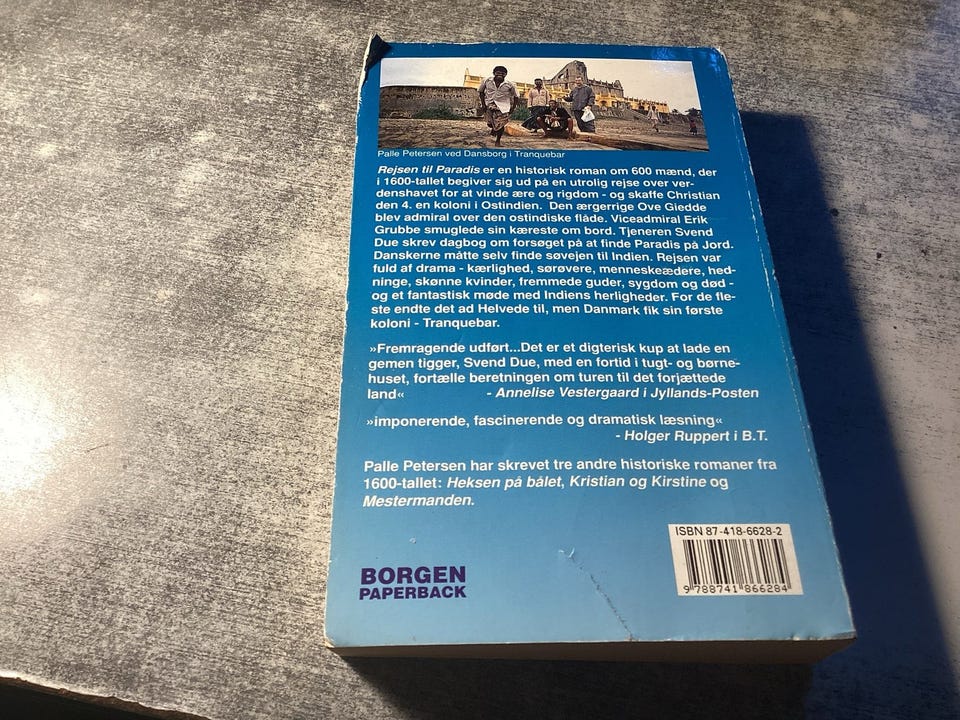 Palle Petersen ved Dansborg i Tranquebar
Rejsen til Paradis er en historisk roman om 600 mænd, der
i 1600-tallet begiver sig ud på en utrolig rejse over ver-
denshavet for at vinde ære og rigdom - og skaffe Christian
den 4. en koloni i Ostindien. Den ærgerrige Ove Giedde
blev admiral over den ostindiske flåde. Viceadmiral Erik
Grubbe smuglede sin kæreste om bord. Tjeneren Svend
Due skrev dagbog om forsøget på at finde Paradis på Jord.
Danskerne måtte selv finde søvejen til Indien. Rejsen var
fuld af drama - kærlighed, sørøvere, menneskeædere, hed-
ninge, skønne kvinder, fremmede guder, sygdom og død -
og et fantastisk møde med Indiens herligheder. For de fle-
ste endte det ad Helvede til, men Danmark fik sin første
koloni - Tranquebar.
»Fremragende udført...Det er et digterisk kup at lade en
gemen tigger, Svend Due, med en fortid i tugt- og børne-
huset, fortælle beretningen om turen til det forjættede
land« - Annelise Vestergaard i Jyllands-Posten
»imponerende, fascinerende og dramatisk læsning«
- Holger Ruppert i B.T.
Palle Petersen har skrevet tre andre historiske romaner fra
1600-tallet: Heksen på bålet, Kristian og Kirstine og
Mestermanden.
ISBN 87-418-6628-2
9 788741 866284
BORGEN
PAPERBACK